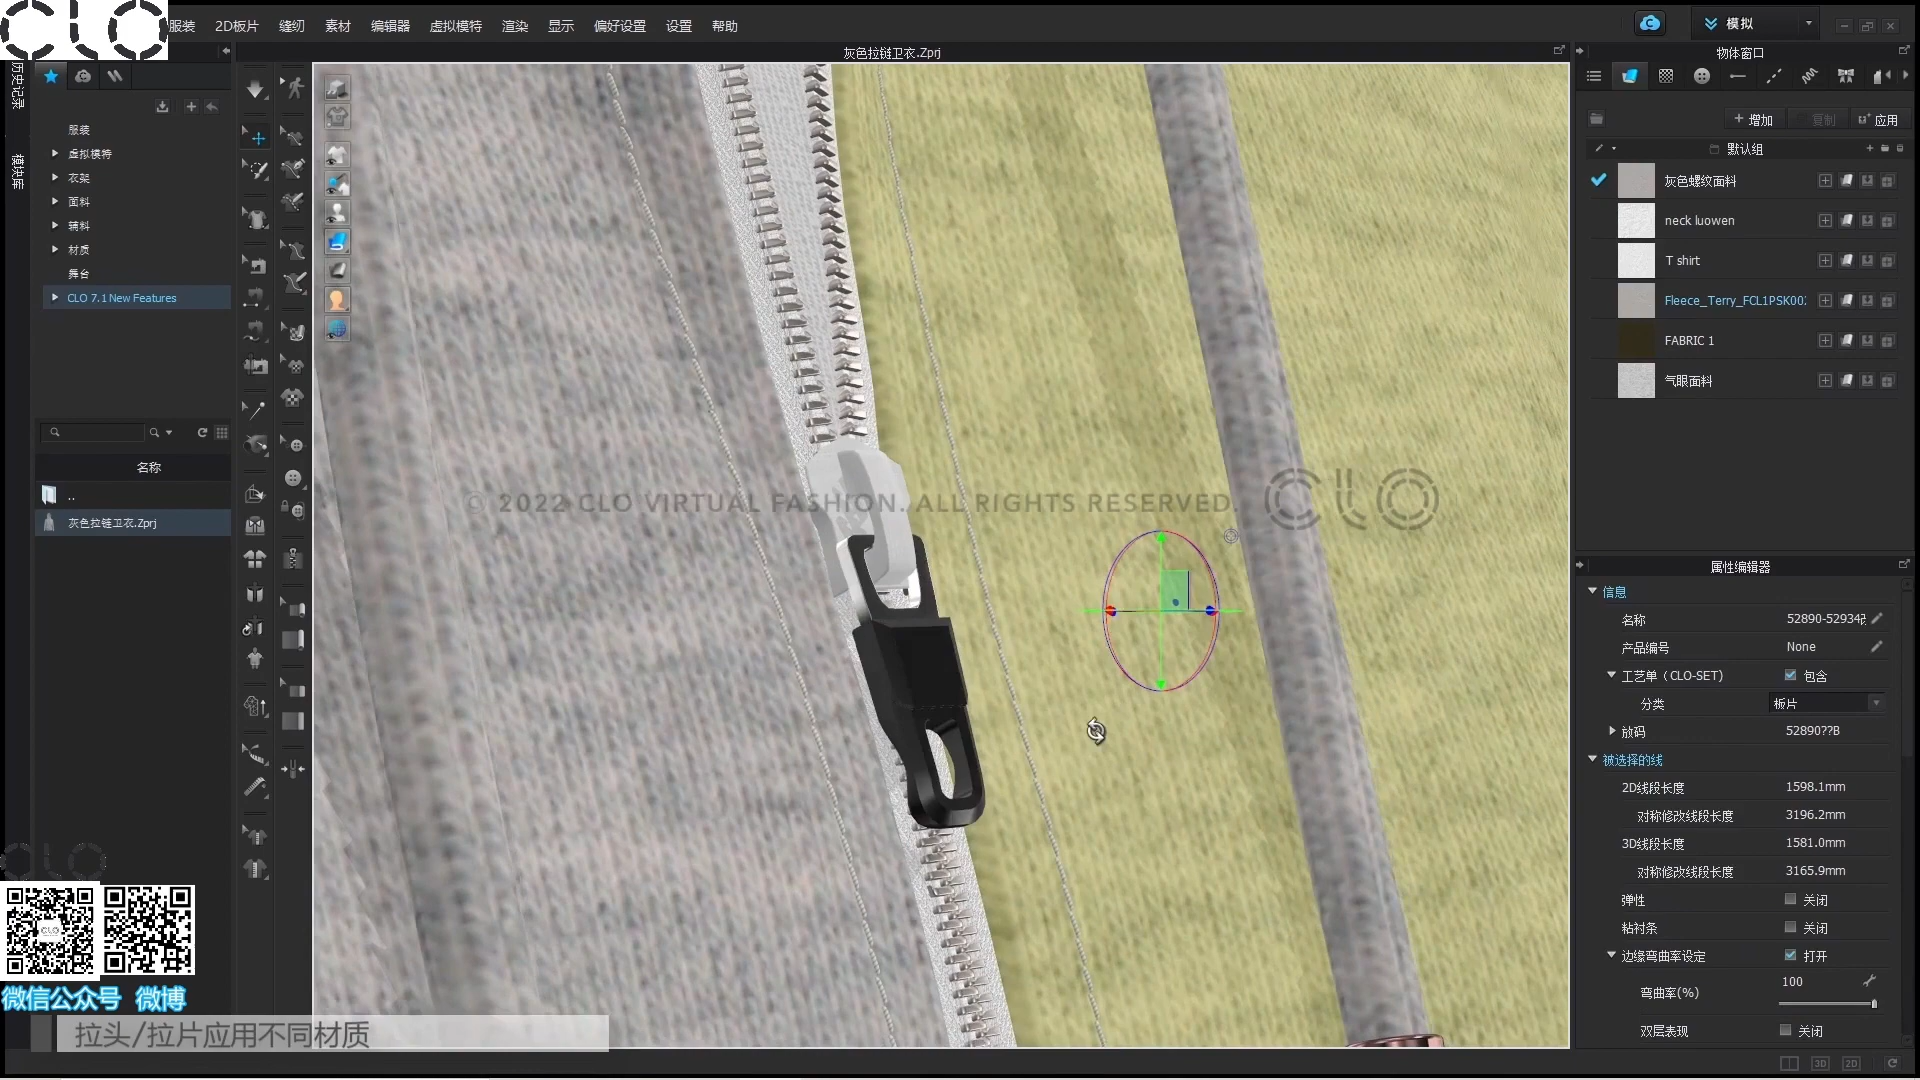 CLO
服装 2D板片 缝纫 素材 编辑器 虚拟模特 渲染 显示 偏好设置 设置 帮助
模拟
灰色拉链卫衣.Zprj
物体窗口
历史记录
模块库
服装
虚拟模特
衣架
面料
辅料
材质
舞台
CLO 7.1 New Features
名称
..
灰色拉链卫衣.Zprj
增加 复制 应用
默认组
灰色螺纹面料
neck luowen
T shirt
Fleece_Terry_FCL1PSK002
FABRIC 1
气眼面料
© 2022 CLO VIRTUAL FASHION. ALL RIGHTS RESERVED. CLO
属性编辑器
信息
名称 52890-52934
产品编号 None
工艺单（CLO-SET) 包含
分类 板片
放码 52890??B
被选择的线
2D线段长度 1598.1mm
对称修改线段长度 3196.2mm
3D线段长度 1581.0mm
对称修改线段长度 3165.9mm
弹性 关闭
粘衬条 关闭
边缘弯曲率设定 打开
弯曲率(%) 100
双层表现 关闭
CLO
微信公众号 微博
拉头/拉片应用不同材质
3D 2D